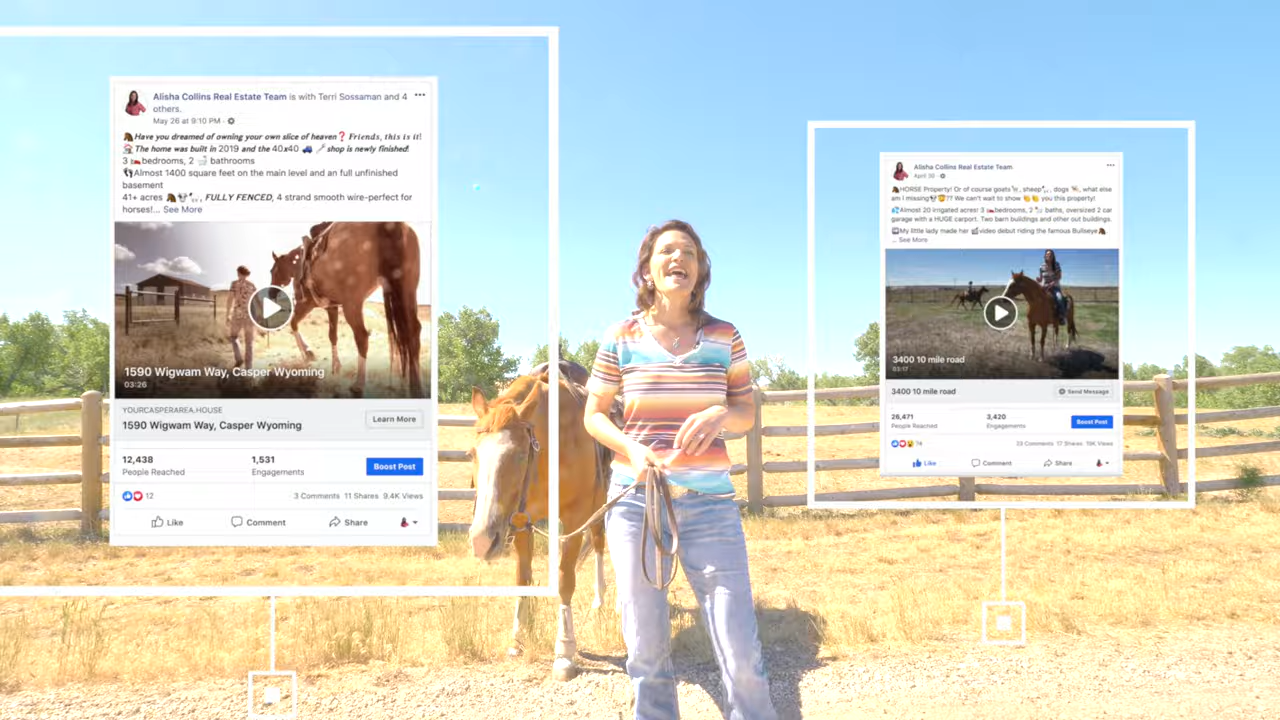 Alisha Collins Real Estate Team is with Terri Sossaman and 4
others.
May 26 at 9:10 PM ·
Have you dreamed of owning your own slice of heaven❓ Friends, this is it!
The home was built in 2019 and the 40x40 shop is newly finished!
3 bedrooms, 2 bathrooms
Almost 1400 square feet on the main level and an full unfinished
basement
41+ acres FULLY FENCED, 4 strand smooth wire-perfect for
horses!... See More
1590 Wigwam Way, Casper Wyoming
03:26
YOURCASPERAREA.HOUSE
1590 Wigwam Way, Casper Wyoming
Learn More
12,438
People Reached
1,531
Engagements
Boost Post
12
3 Comments 11 Shares 9.4K Views
Like Comment Share
Alisha Collins Real Estate Team
April 30 ·
HORSE Property! Or of course goats, sheep, dogs, what else
am I missing? We can't wait to show you this property!
Almost 20 irrigated acres! 3 bedrooms, 2 baths, oversized 2 car
garage with a HUGE carport. Two barn buildings and other out buildings.
My little lady made her video debut riding the famous Bullseye
... See More
3400 10 mile road
03:17
3400 10 mile road
Send Message
26,471
People Reached
3,420
Engagements
Boost Post
74
33 Comments 17 Shares 19K Views
Like Comment Share